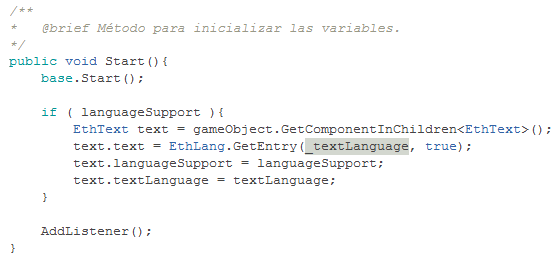 /**
*   @brief Método para inicializar las variables.
*/
public void Start(){
    base.Start();

    if ( languageSupport ){
        EthText text = gameObject.GetComponentInChildren<EthText>();
        text.text = EthLang.GetEntry(_textLanguage, true);
        text.languageSupport = languageSupport;
        text.textLanguage = textLanguage;
    }

    AddListener();
}